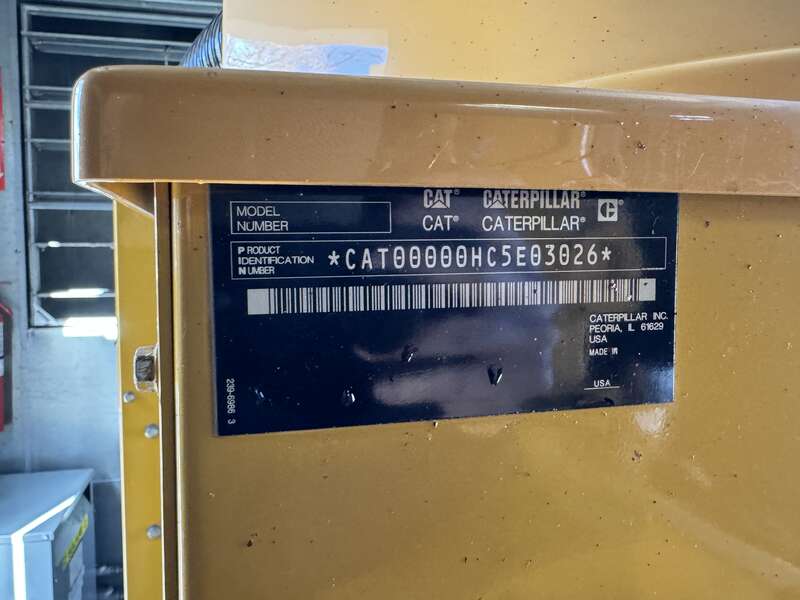 MODEL
NUMBER
CAT® CATERPILLAR®
CAT® CATERPILLAR® C
PRODUCT
IDENTIFICATION
NUMBER
*CAT00000HC5E03026*
CATERPILLAR INC.
PEORIA, IL 61629
USA
MADE IN
USA
239-6986 3